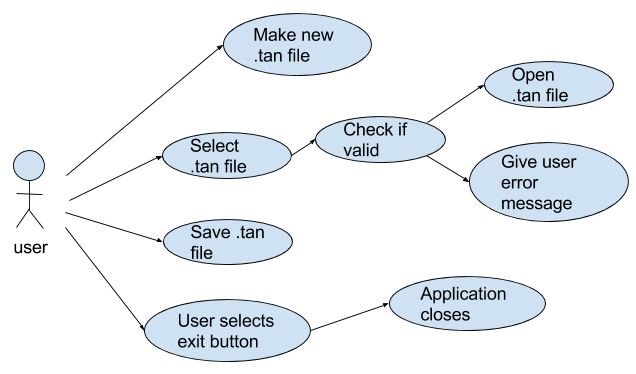 Make new
.tan file
Open
.tan file
Check if
valid
Select
.tan file
Give user
error
message
user
Save .tan
file
Application
closes
User selects
exit button